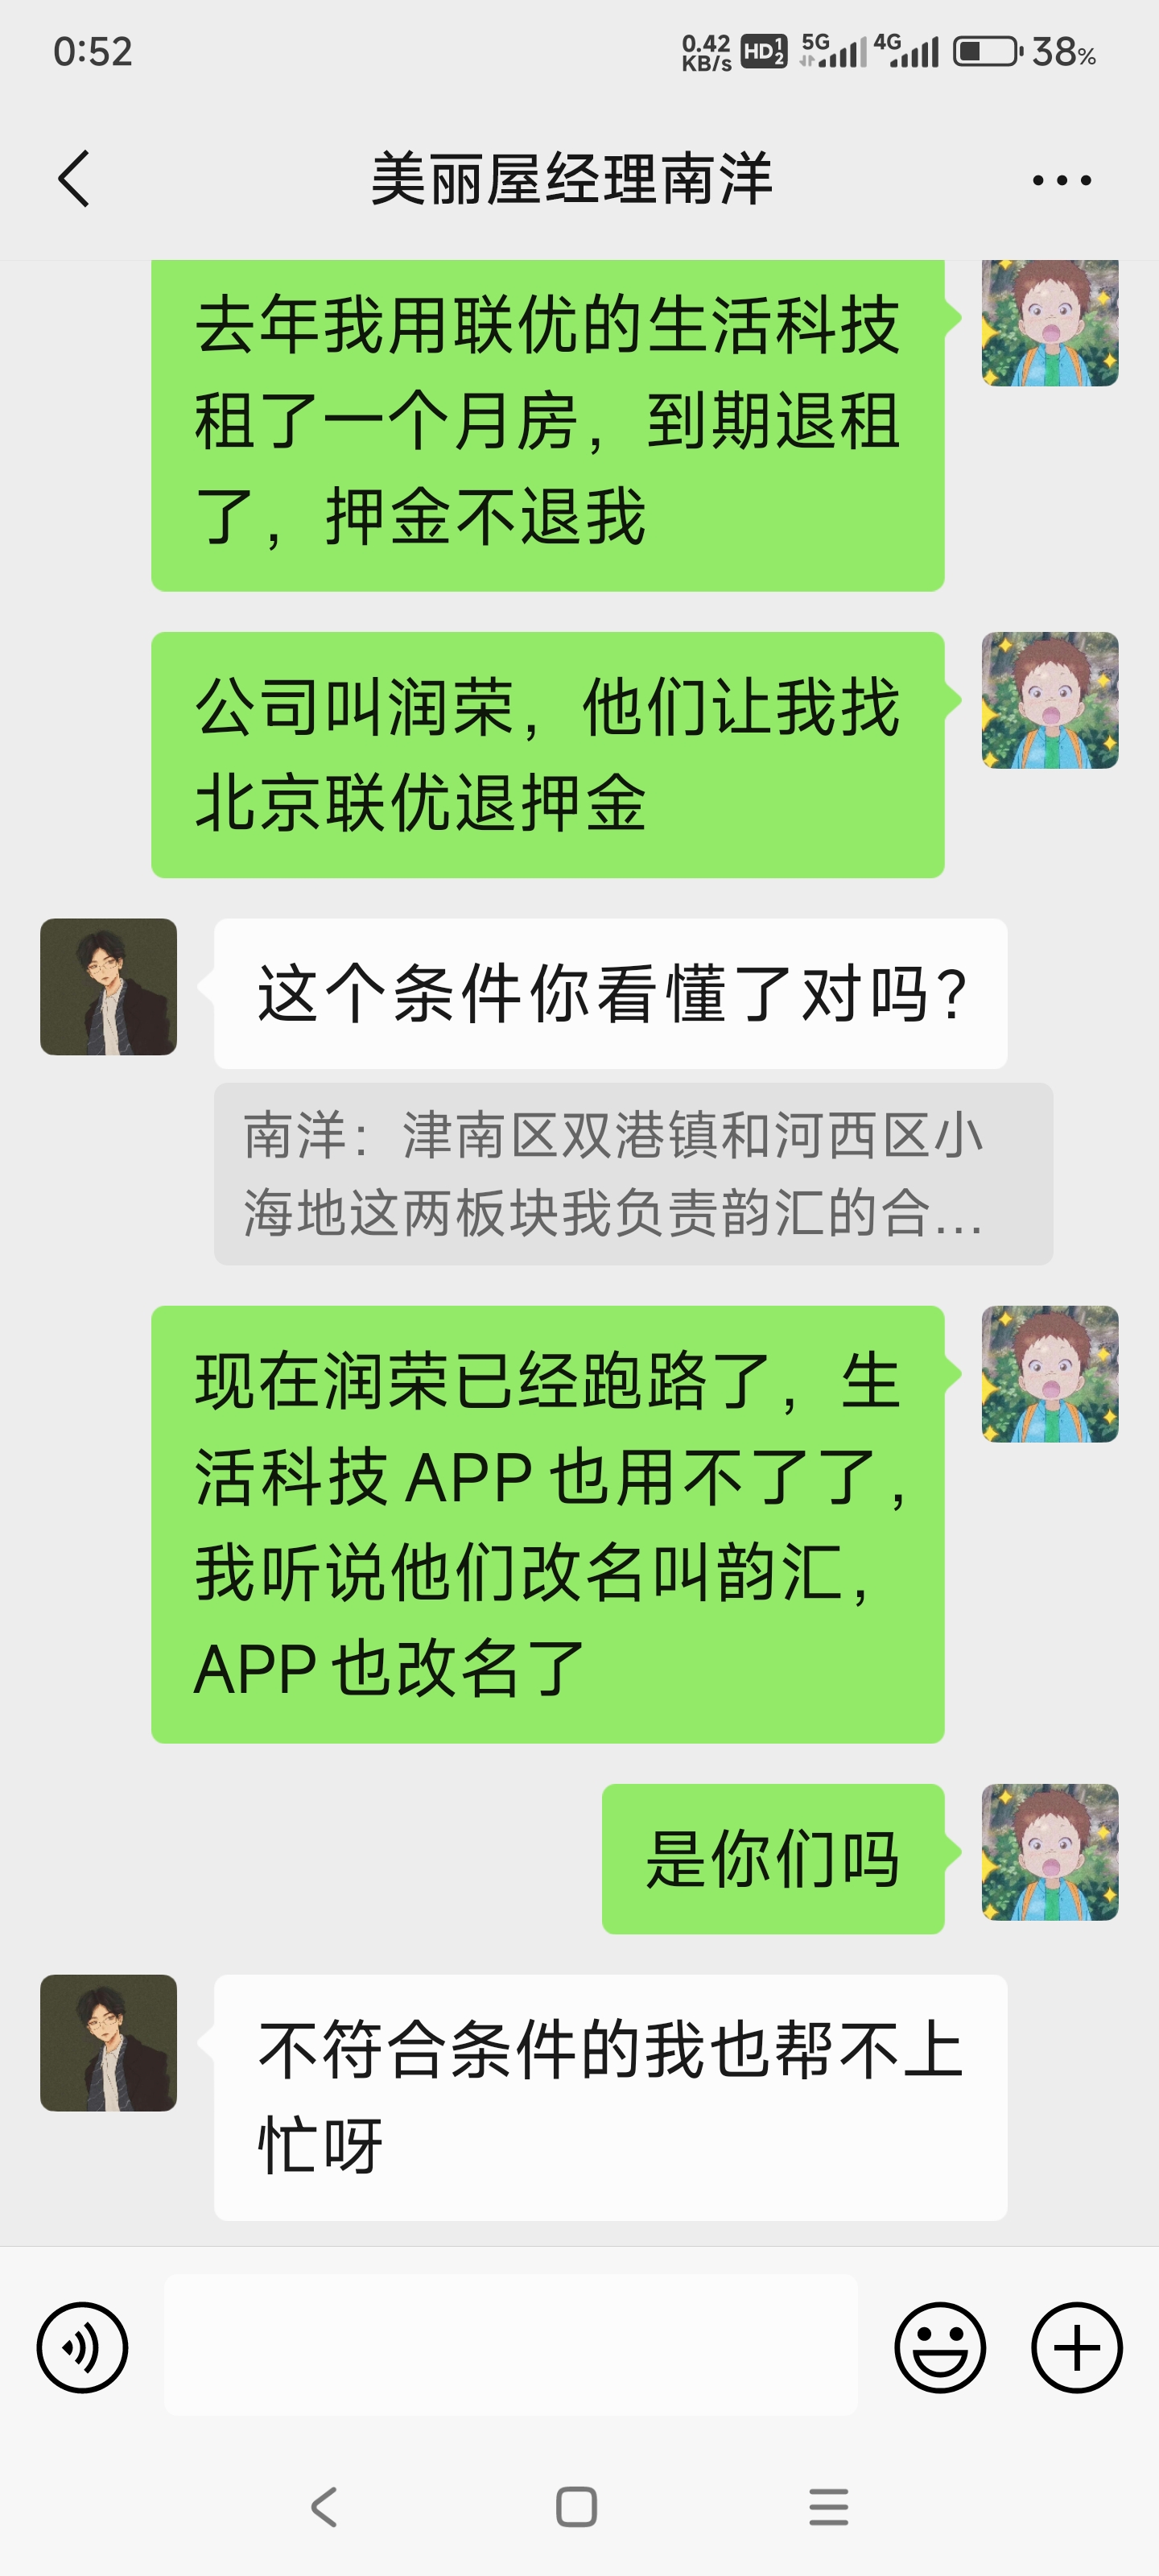 0:52
0.42
KB/s
HD 1 2
5G
4G
38%
美丽屋经理南洋
去年我用联优的生活科技
租了一个月房，到期退租
了，押金不退我
公司叫润荣，他们让我找
北京联优退押金
这个条件你看懂了对吗？
南洋：津南区双港镇和河西区小
海地这两板块我负责韵汇的合...
现在润荣已经跑路了，生
活科技 APP 也用不了了，
我听说他们改名叫韵汇，
APP 也改名了
是你们吗
不符合条件的我也帮不上
忙呀